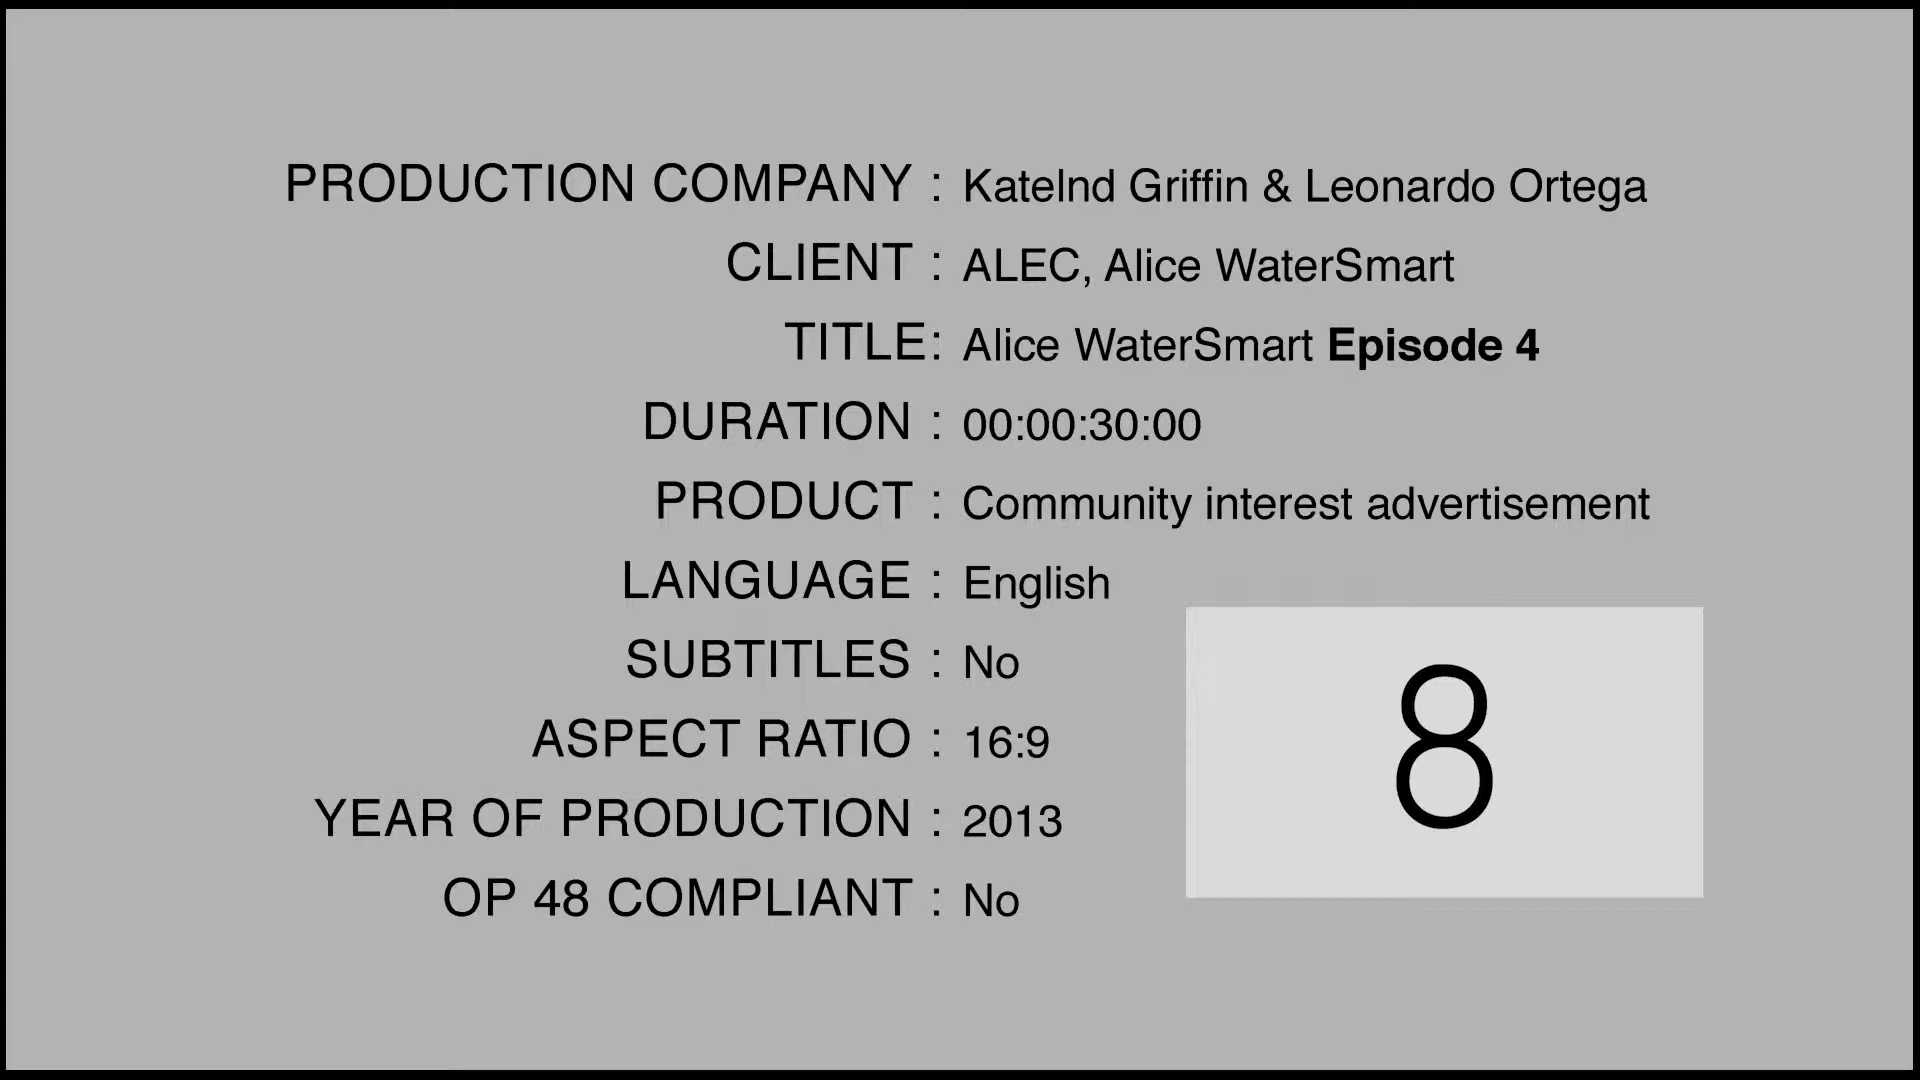 PRODUCTION COMPANY : Katelnd Griffin & Leonardo Ortega
CLIENT : ALEC, Alice WaterSmart
TITLE: Alice WaterSmart Episode 4
DURATION : 00:00:30:00
PRODUCT : Community interest advertisement
LANGUAGE : English
SUBTITLES : No
ASPECT RATIO : 16:9
YEAR OF PRODUCTION : 2013
OP 48 COMPLIANT : No
8